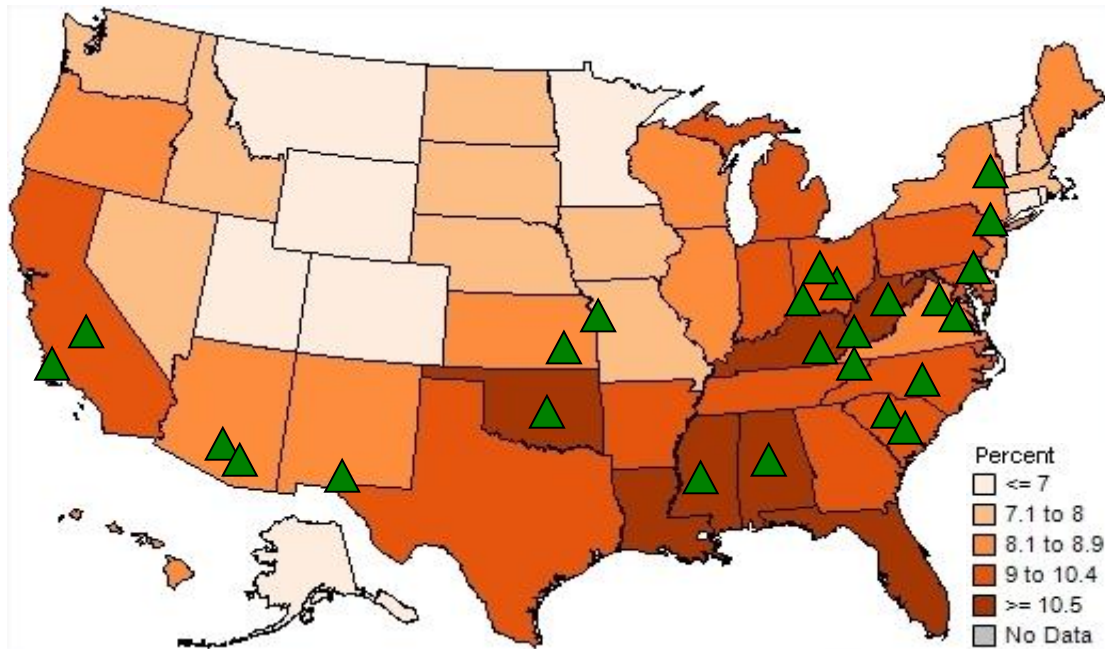 Percent
<= 7
7.1 to 8
8.1 to 8.9
9 to 10.4
>= 10.5
No Data